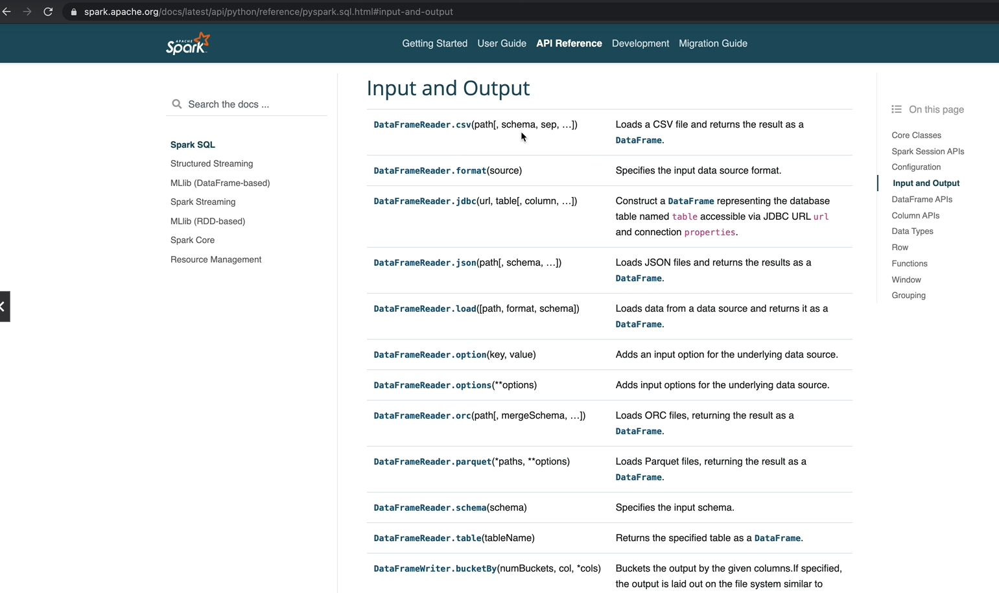 spark.apache.org/docs/latest/api/python/reference/pyspark.sql.html#input-and-output
APACHE
Spark
Getting Started User Guide API Reference Development Migration Guide
Search the docs ...
Spark SQL
Structured Streaming
MLlib (DataFrame-based)
Spark Streaming
MLlib (RDD-based)
Spark Core
Resource Management
Input and Output
DataFrameReader.csv(path[, schema, sep, …]) Loads a CSV file and returns the result as a
DataFrame.
DataFrameReader.format(source) Specifies the input data source format.
DataFrameReader.jdbc(url, table[, column, …]) Construct a DataFrame representing the database
table named table accessible via JDBC URL url
and connection properties.
DataFrameReader.json(path[, schema, …]) Loads JSON files and returns the results as a
DataFrame.
DataFrameReader.load([path, format, schema]) Loads data from a data source and returns it as a
DataFrame.
DataFrameReader.option(key, value) Adds an input option for the underlying data source.
DataFrameReader.options(**options) Adds input options for the underlying data source.
DataFrameReader.orc(path[, mergeSchema, …]) Loads ORC files, returning the result as a
DataFrame.
DataFrameReader.parquet(*paths, **options) Loads Parquet files, returning the result as a
DataFrame.
DataFrameReader.schema(schema) Specifies the input schema.
DataFrameReader.table(tableName) Returns the specified table as a DataFrame.
DataFrameWriter.bucketBy(numBuckets, col, *cols) Buckets the output by the given columns.If specified,
the output is laid out on the file system similar to
On this page
Core Classes
Spark Session APIs
Configuration
Input and Output
DataFrame APIs
Column APIs
Data Types
Row
Functions
Window
Grouping